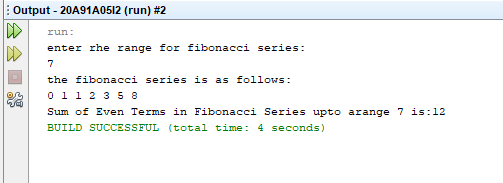 Output - 20A91A05I2 (run) #2
run:
enter rhe range for fibonacci series:
7
the fibonacci series is as follows:
0 1 1 2 3 5 8
Sum of Even Terms in Fibonacci Series upto arange 7 is:12
BUILD SUCCESSFUL (total time: 4 seconds)